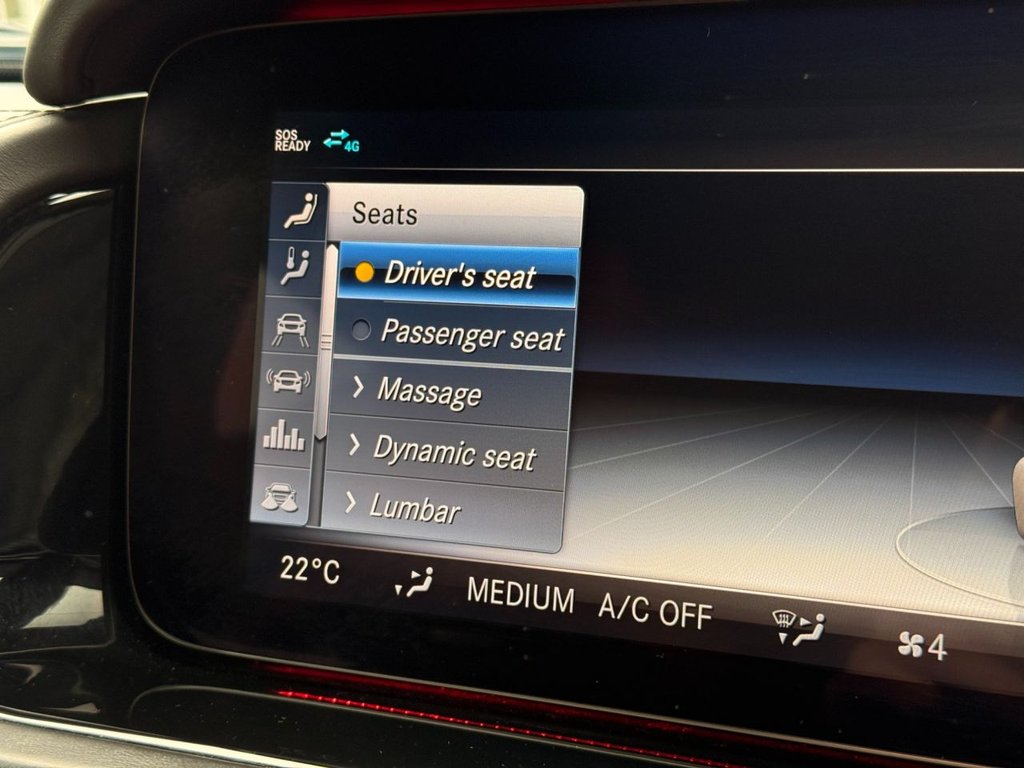 SOS
READY
4G
Seats
Driver's seat
Passenger seat
Massage
Dynamic seat
Lumbar
22°C MEDIUM A/C OFF 4